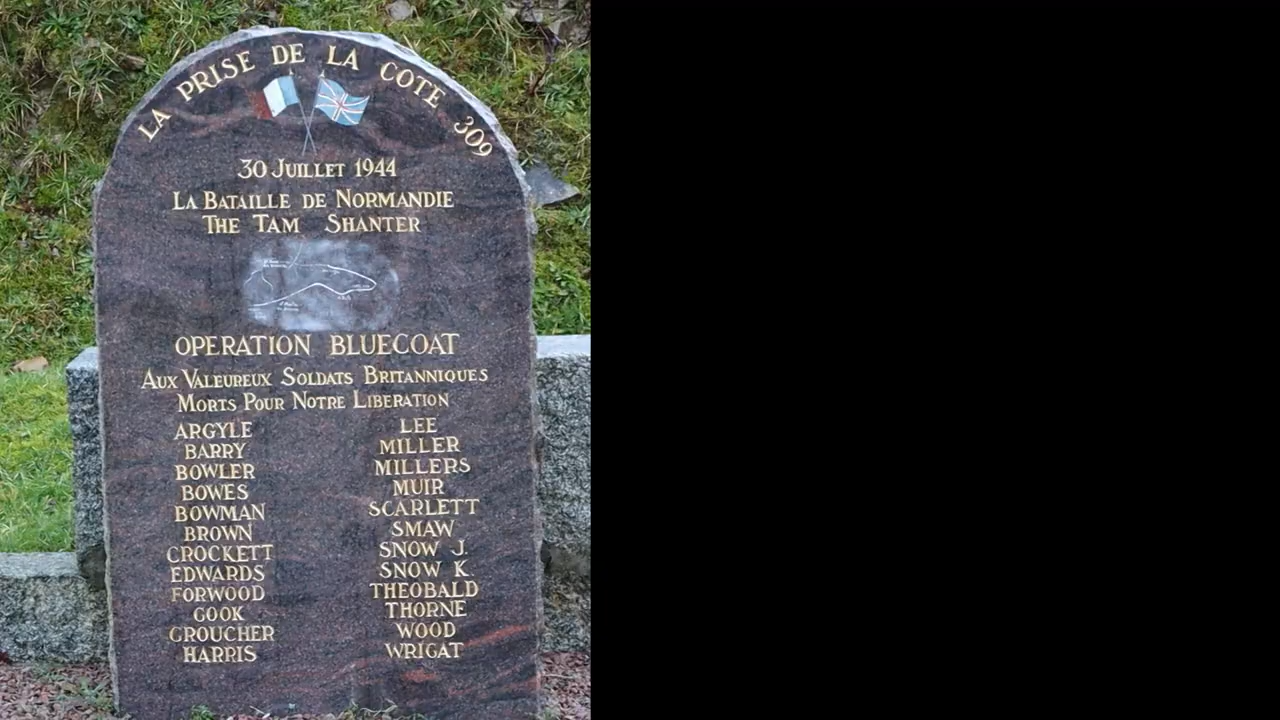 LA PRISE DE LA COTE 309
30 JUILLET 1944
LA BATAILLE DE NORMANDIE
THE TAM SHANTER
OPERATION BLUECOAT
AUX VALEUREUX SOLDATS BRITANNIQUES
MORTS POUR NOTRE LIBERATION
ARGYLE
BARRY
BOWLER
BOWES
BOWMAN
BROWN
CROCKETT
EDWARDS
FORWOOD
GOOK
GROUCHER
HARRIS
LEE
MILLER
MILLERS
MUIR
SCARLETT
SMAW
SNOW J.
SNOW K
THEOBALD
THORNE
WOOD
WRIGAT